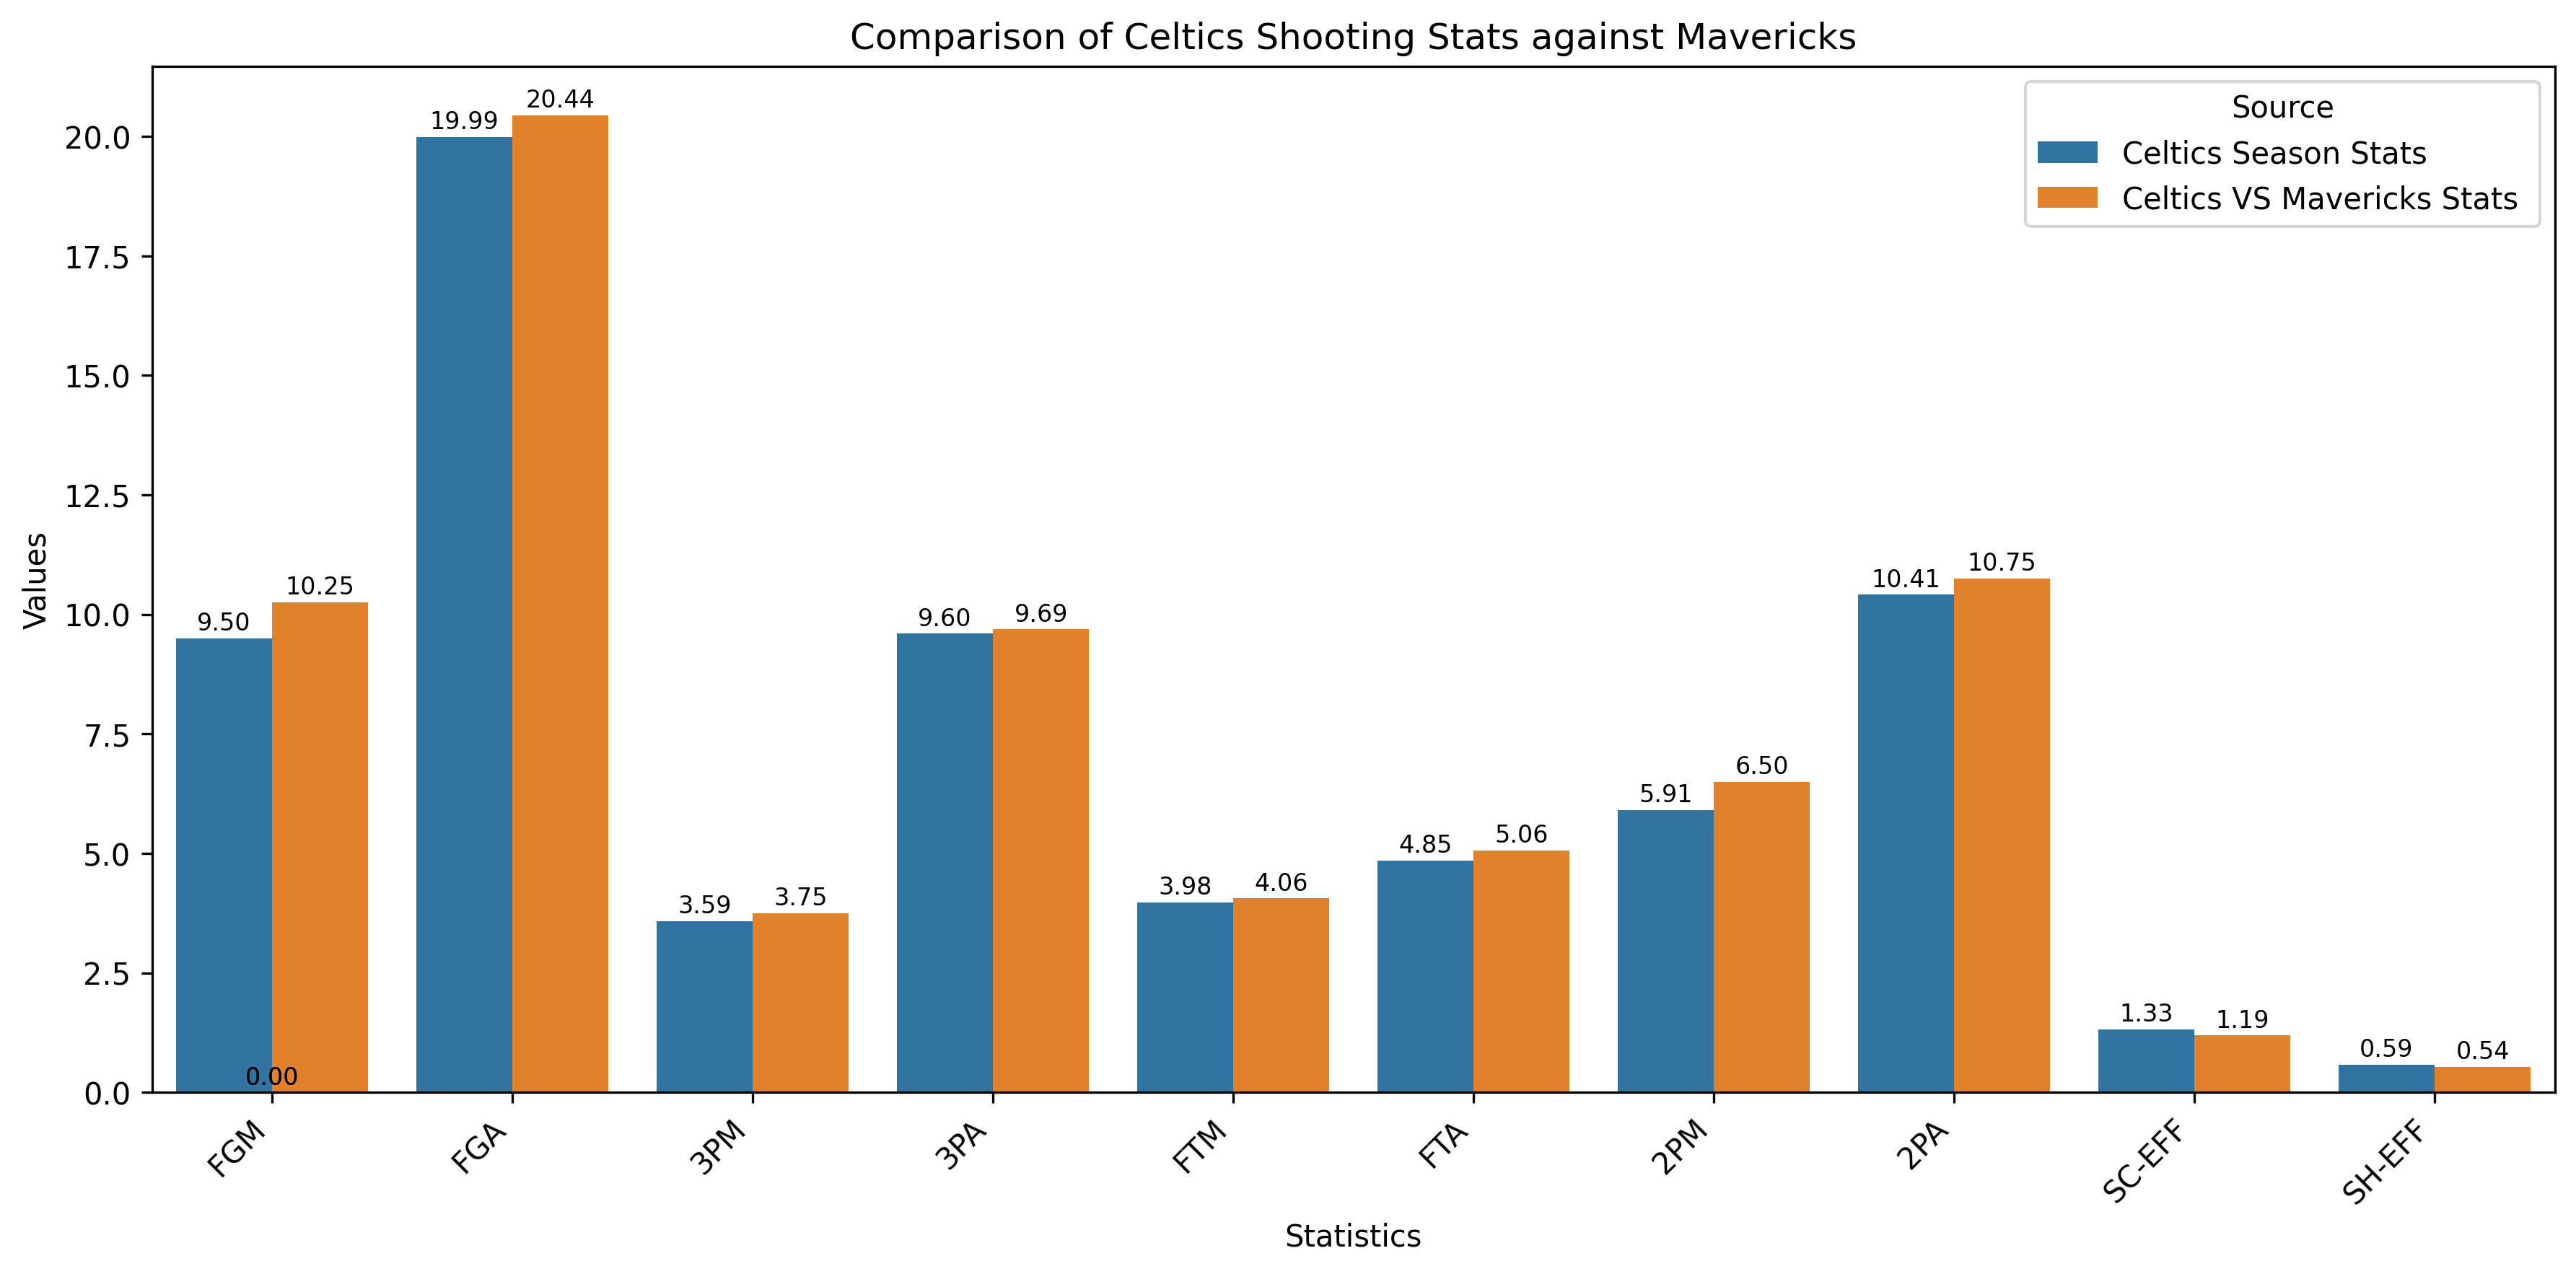 Comparison of Celtics Shooting Stats against Mavericks
Source
Celtics Season Stats
Celtics VS Mavericks Stats
Values
20.0
17.5
15.0
12.5
10.0
7.5
5.0
2.5
0.0
9.50
10.25
0.00
19.99
20.44
3.59
3.75
9.60
9.69
3.98
4.06
4.85
5.06
5.91
6.50
10.41
10.75
1.33
1.19
0.59
0.54
FGM
FGA
3PM
3PA
FTM
FTA
2PM
2PA
SC-EFF
SH-EFF
Statistics